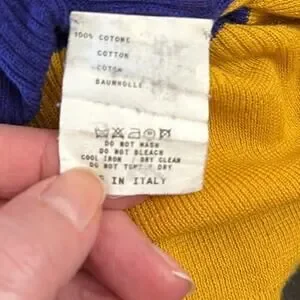 100% COTONE
COTTON
COTON
BAUMWOLLE
DO NOT WASH
DO NOT BLEACH
COOL IRON / DRY CLEAN
DO NOT TUMBLE DRY
IN ITALY